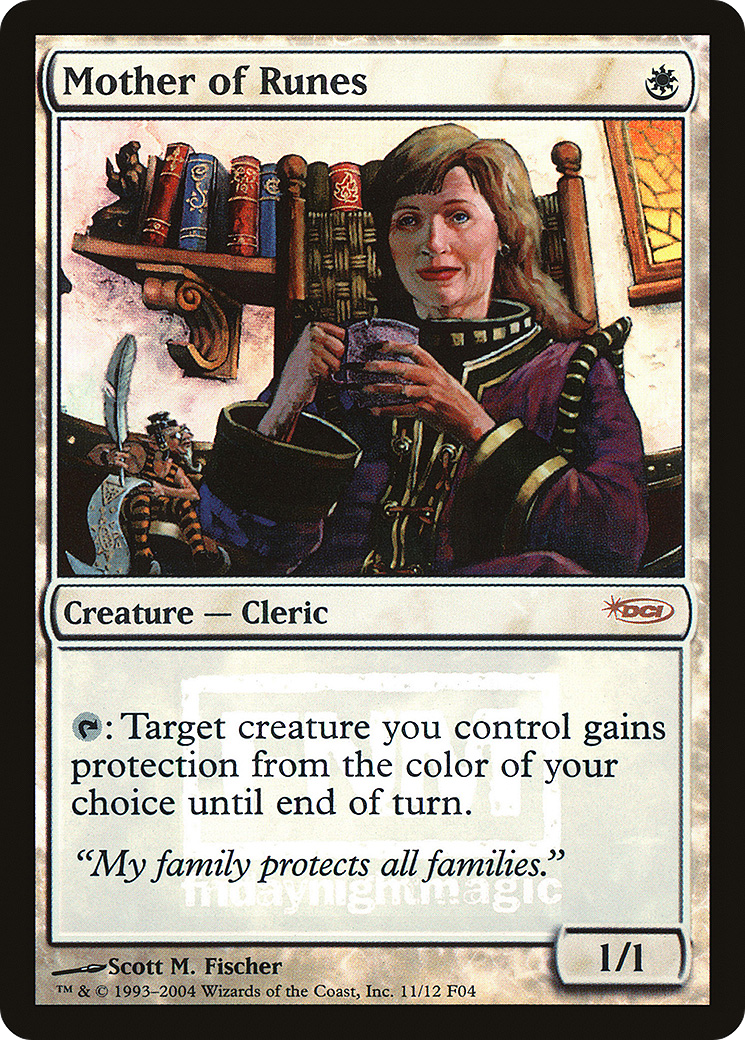 Mother of Runes
Creature — Cleric
DCI
: Target creature you control gains
protection from the color of your
choice until end of turn.
“My family protects all families.”
fridaynightmagic
1/1
Scott M. Fischer
™ & © 1993–2004 Wizards of the Coast, Inc. 11/12 F04